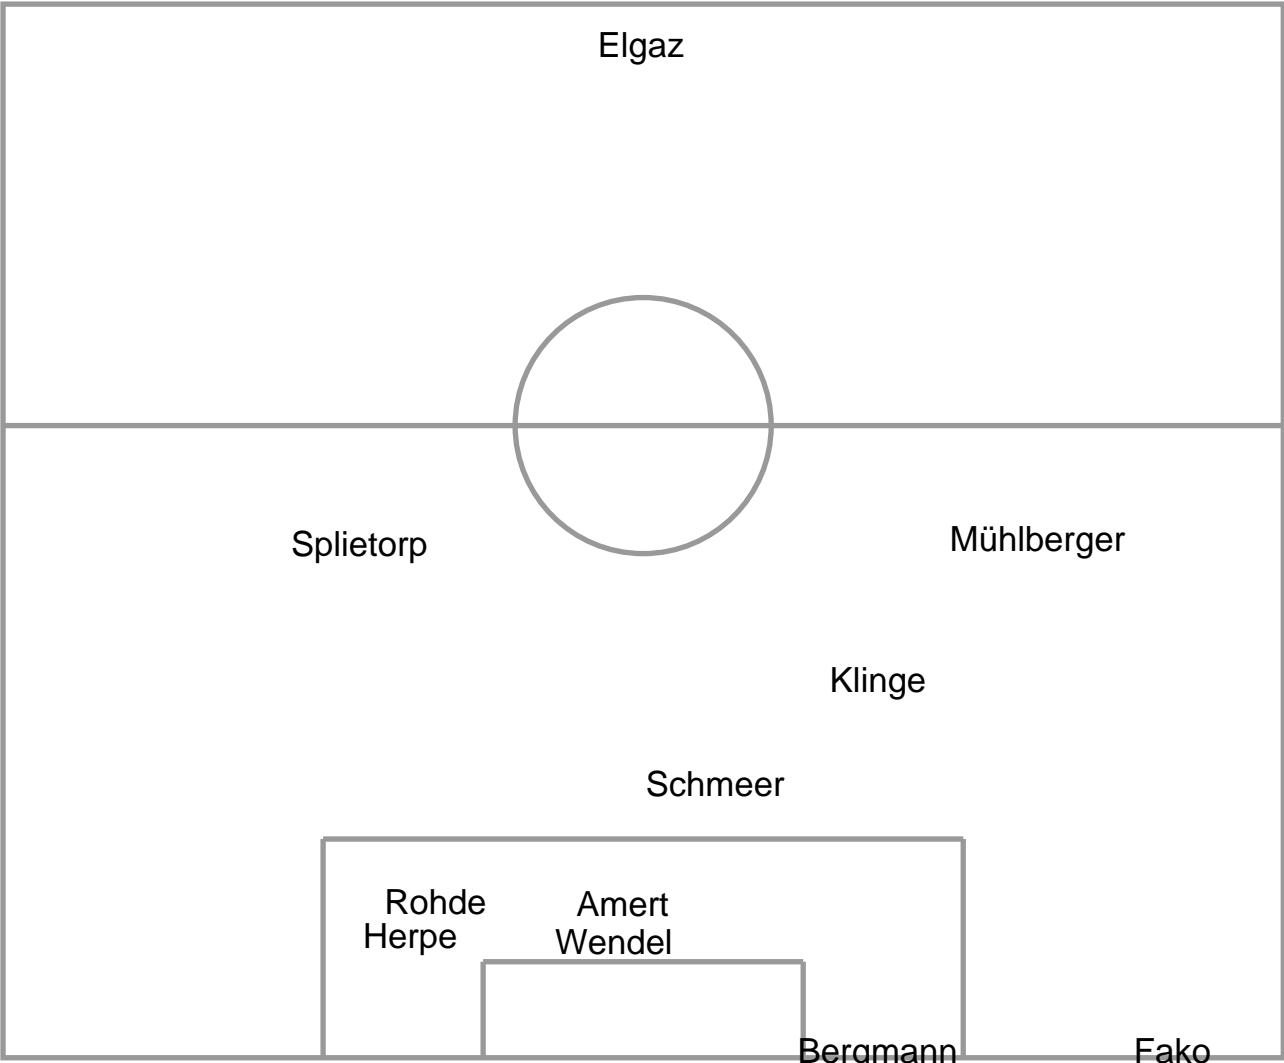 Elgaz
Splietorp
Mühlberger
Klinge
Schmeer
Rohde
Amert
Herpe
Wendel
Bergmann
Fako